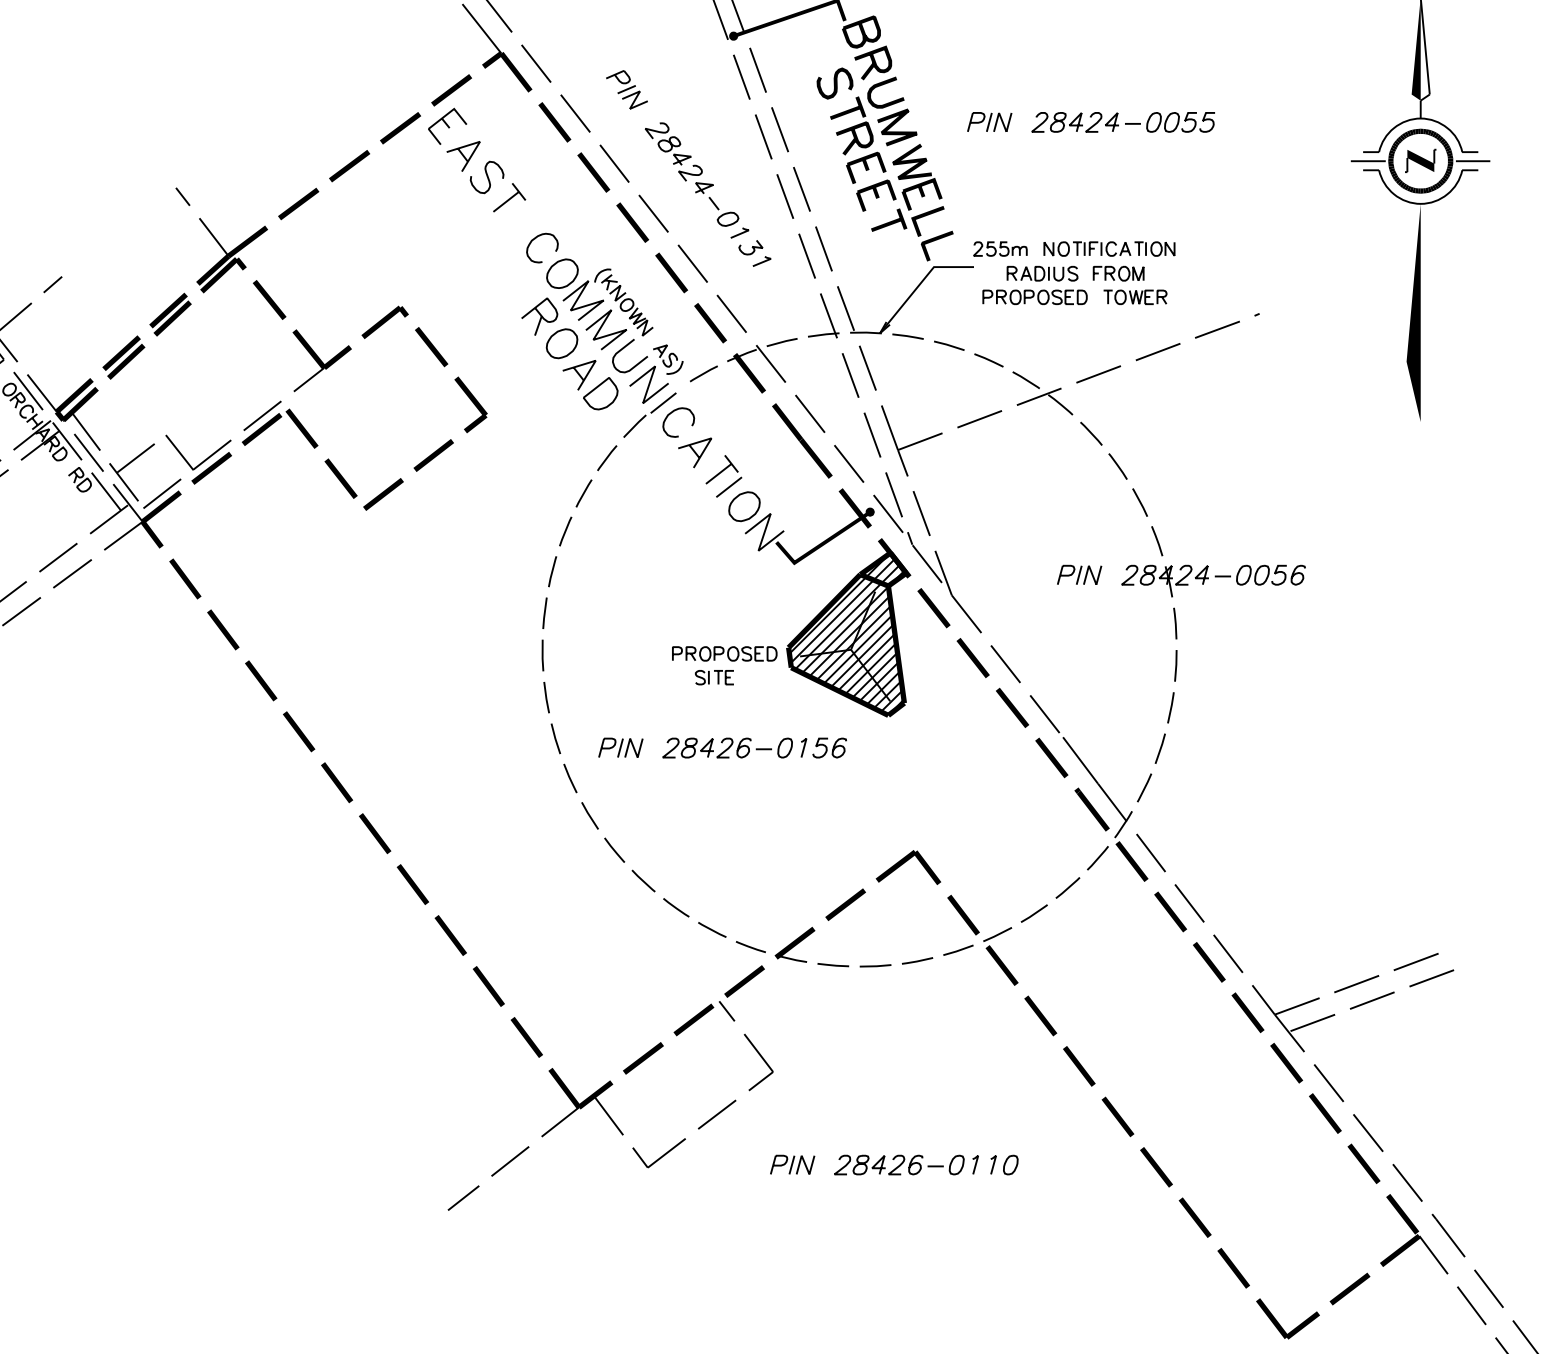 BRUMWELL
STREET
PIN 28424-0055
PIN 28424-0131
N
EAST COMMUNICATION
(KNOWN AS)
ROAD
255m NOTIFICATION
RADIUS FROM
PROPOSED TOWER
ORCHARD RD
PIN 28424-0056
PROPOSED
SITE
PIN 28426-0156
PIN 28426-0110